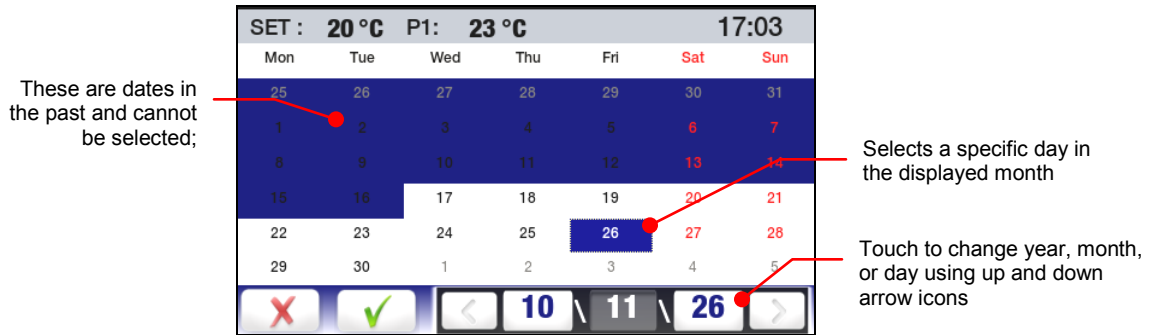 SET : 20 °C P1: 23 °C 17:03
Mon Tue Wed Thu Fri Sat Sun
25 26 27 28 29 30 31
1 2 3 4 5 6 7
8 9 10 11 12 13 14
15 16 17 18 19 20 21
22 23 24 25 26 27 28
29 30 1 2 3 4 5
10 \ 11 \ 26
These are dates in
the past and cannot
be selected;
Selects a specific day in
the displayed month
Touch to change year, month,
or day using up and down
arrow icons